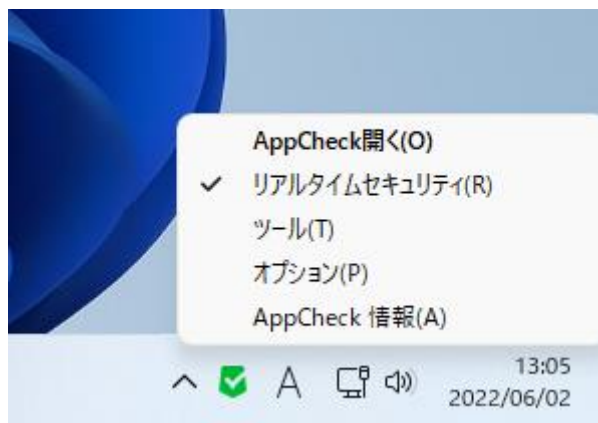 AppCheck開く(O)
リアルタイムセキュリティ(R)
ツール(T)
オプション(P)
AppCheck 情報(A)
A
13:05
2022/06/02